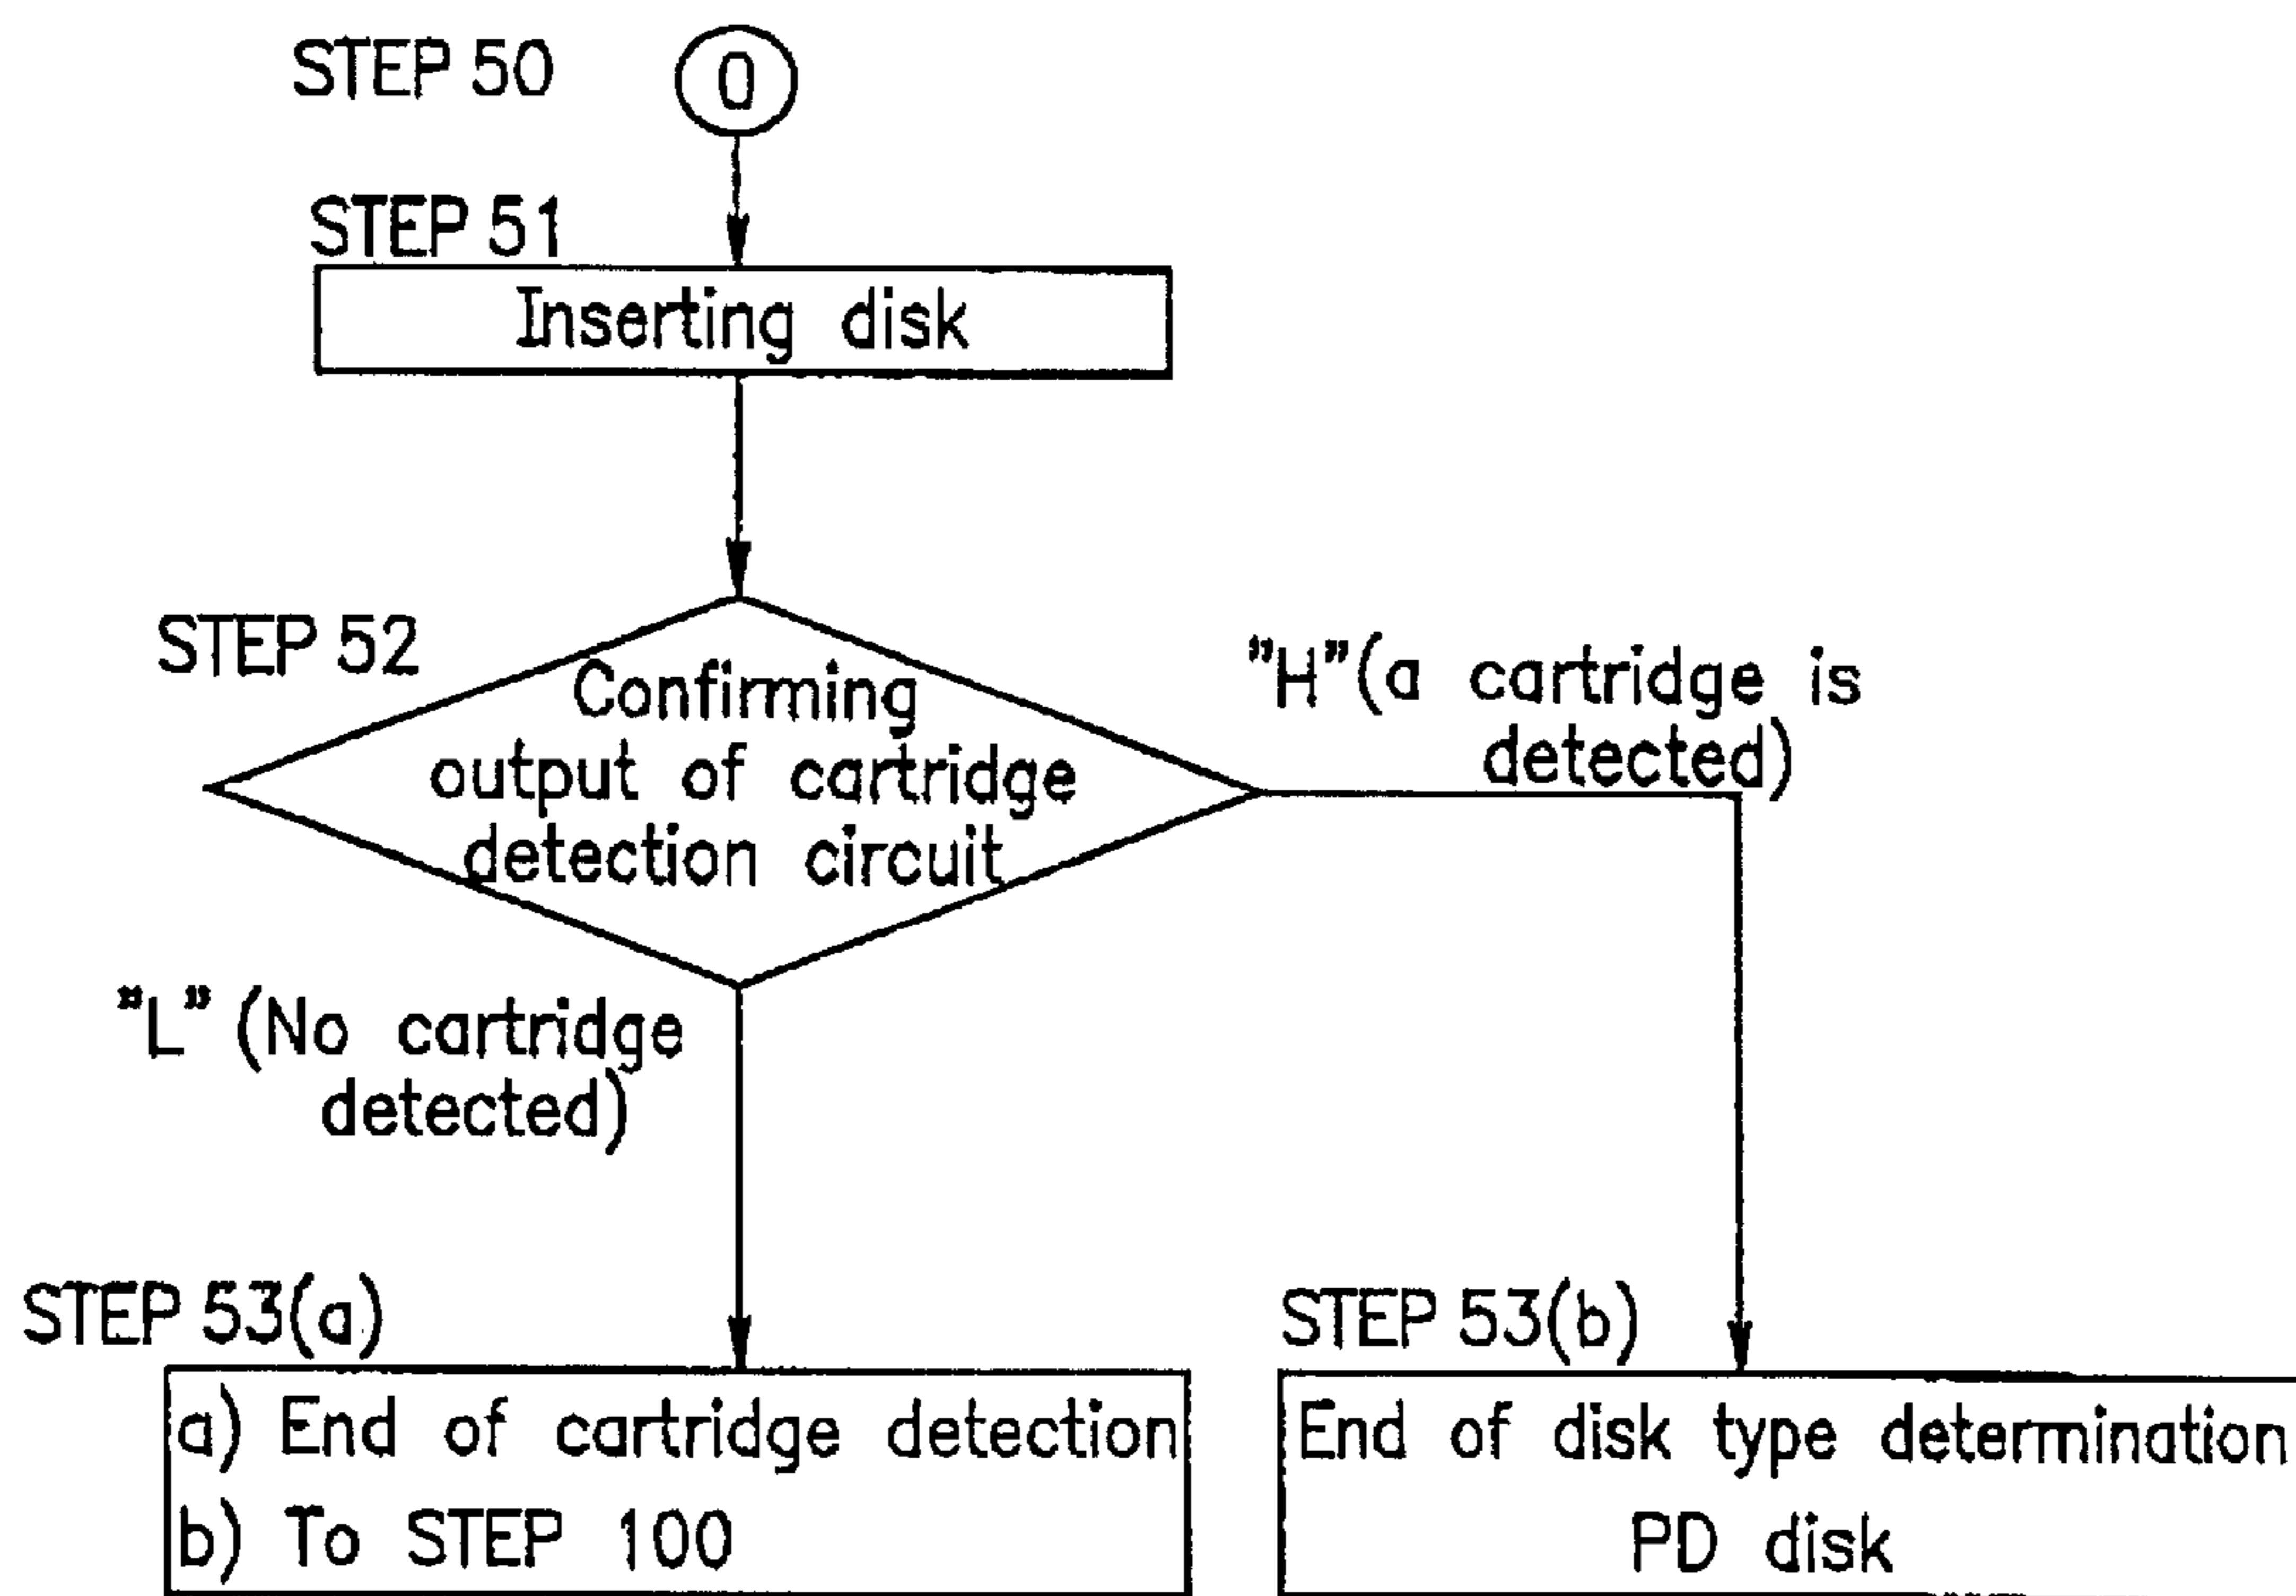 STEP 50
0
STEP 51
Inserting disk
STEP 52
Confirming
output of cartridge
detection circuit
"H"(a cartridge is
detected)
"L" (No cartridge
detected)
STEP 53(a)
a) End of cartridge detection
b) To STEP 100
STEP 53(b)
End of disk type determination
PD disk